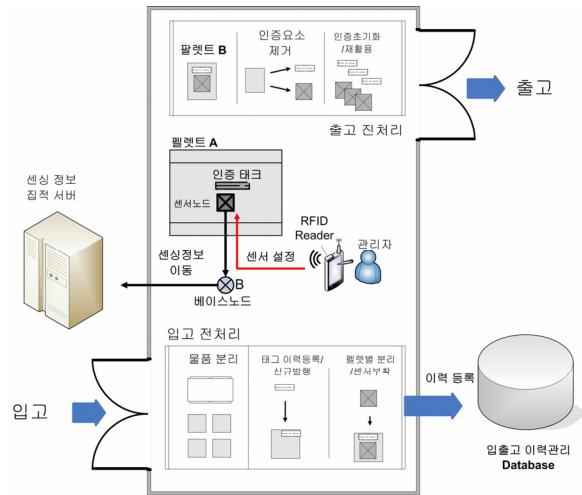 팔렛트 B
인증요소
제거
인증초기화
/재활용
출고 진처리
출고
펠렛트 A
인증 태크
센서노드
센싱 정보
집적 서버
RFID
Reader
관리자
센싱정보
이동
센서 설정
B
베이스노드
입고 전처리
물품 분리
태그 이력등록/
신규발행
펠렛별 분리
/센서부착
입고
이력 등록
입출고 이력관리
Database